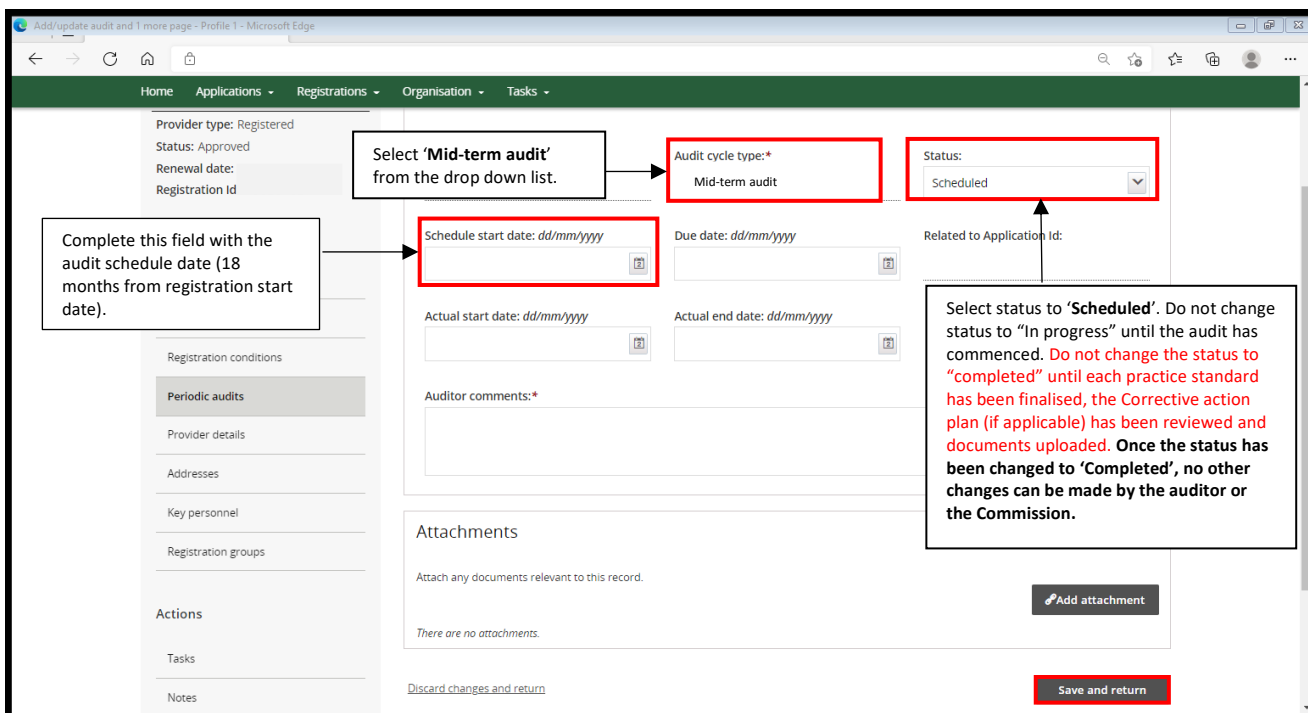 Add/update audit and 1 more page - Profile 1 - Microsoft Edge
Home Applications Registrations Organisation Tasks
Provider type: Registered
Status: Approved
Renewal date:
Registration Id
Select ‘Mid-term audit’
from the drop down list.
Audit cycle type:*
Mid-term audit
Status:
Scheduled
Complete this field with the
audit schedule date (18
months from registration start
date).
Schedule start date: dd/mm/yyyy
Due date: dd/mm/yyyy
Related to Application Id:
Actual start date: dd/mm/yyyy
Actual end date: dd/mm/yyyy
Select status to ‘Scheduled’. Do not change
status to “In progress” until the audit has
commenced. Do not change the status to
“completed” until each practice standard
has been finalised, the Corrective action
plan (if applicable) has been reviewed and
documents uploaded. Once the status has
been changed to ‘Completed’, no other
changes can be made by the auditor or
the Commission.
Registration conditions
Periodic audits
Provider details
Addresses
Key personnel
Registration groups
Actions
Tasks
Notes
Auditor comments:*
Attachments
Attach any documents relevant to this record.
Add attachment
There are no attachments.
Discard changes and return
Save and return